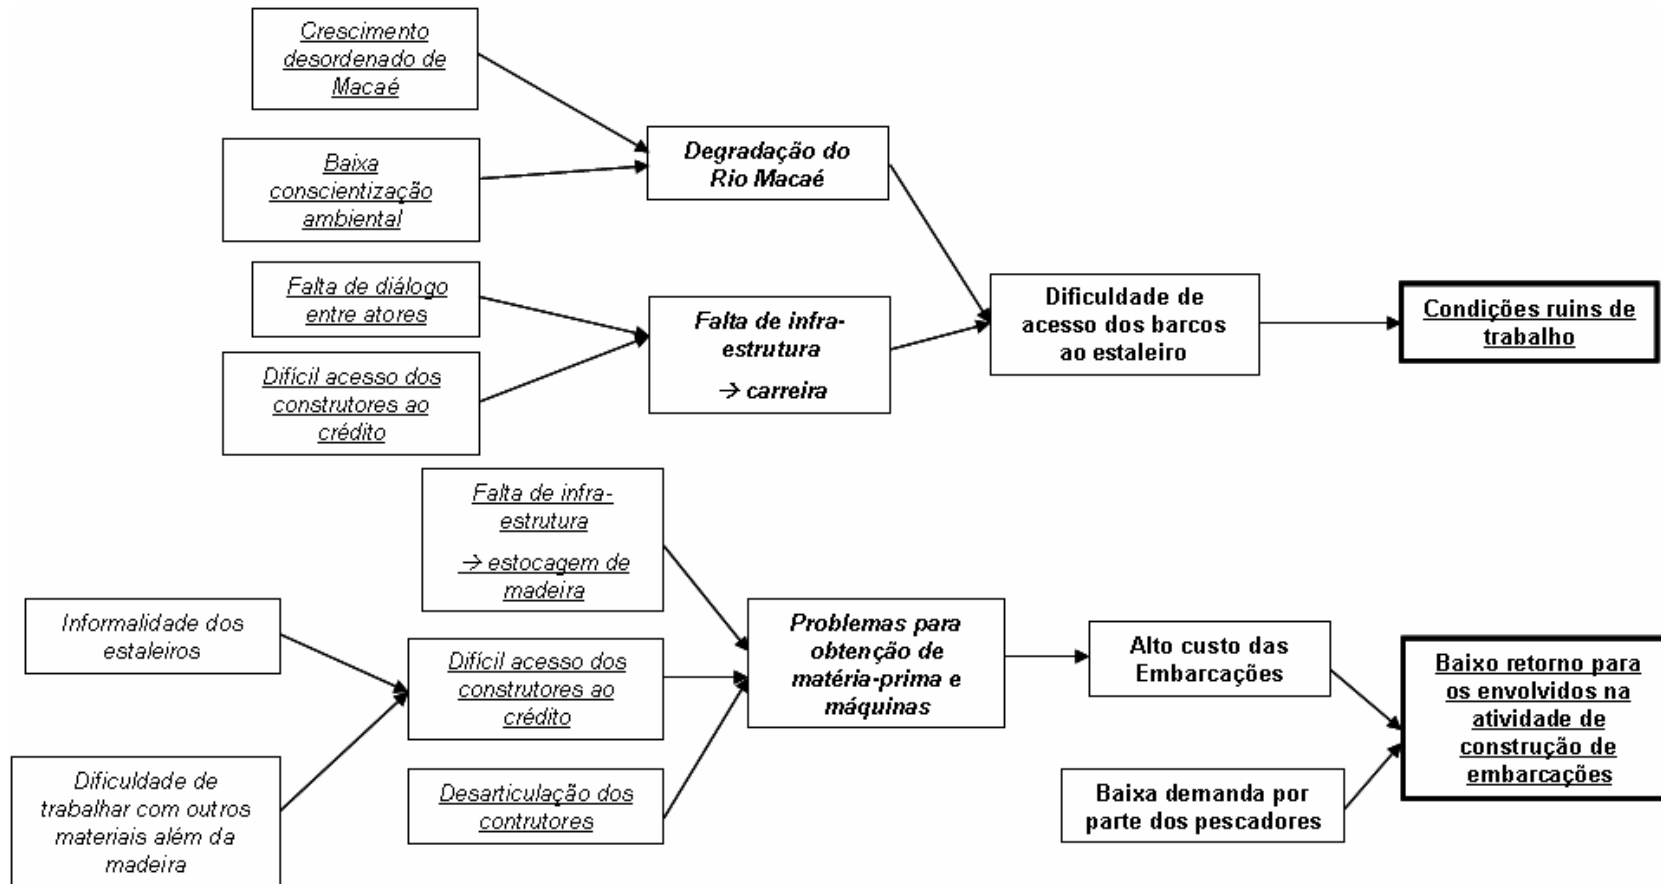 Crescimento
desordenado de
Macaé
Baixa
conscientização
ambiental
Degradação do
Rio Macaé
Falta de diálogo
entre atores
Difícil acesso dos
construtores ao
crédito
Falta de infra-
estrutura
→ carreira
Dificuldade de
acesso dos barcos
ao estaleiro
Condições ruins de
trabalho
Falta de infra-
estrutura
→ estocagem de
madeira
Informalidade dos
estaleiros
Difícil acesso dos
construtores ao
crédito
Dificuldade de
trabalhar com outros
materiais além da
madeira
Desarticulação dos
contrutores
Problemas para
obtenção de
matéria-prima e
máquinas
Alto custo das
Embarcações
Baixa demanda por
parte dos pescadores
Baixo retorno para
os envolvidos na
atividade de
construção de
embarcações